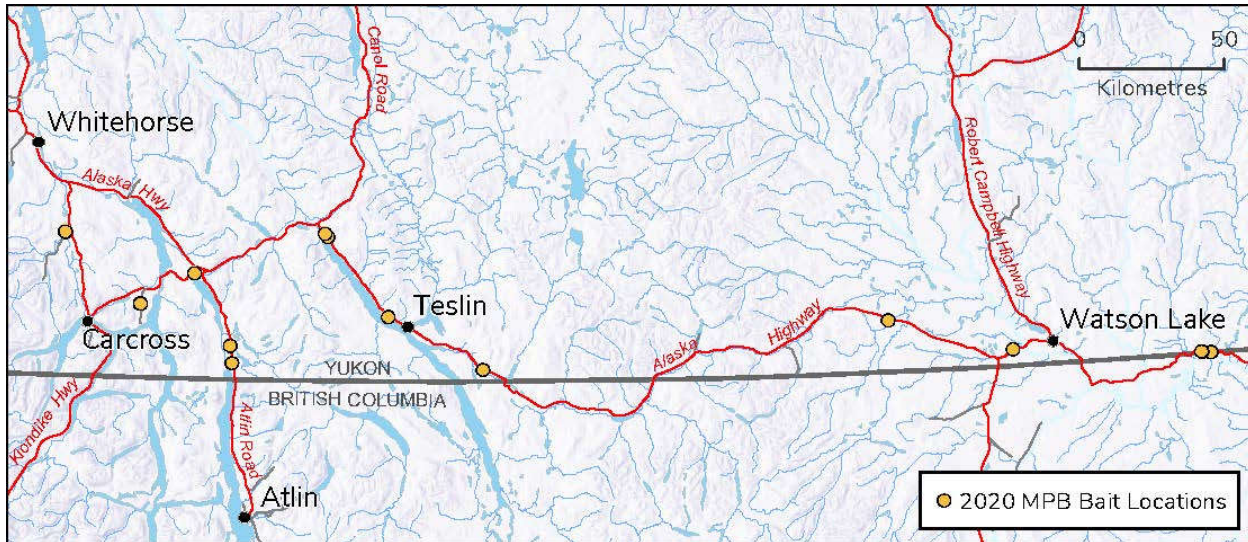 Canol Road
0 50
Kilometres
Whitehorse
Alaska Hwy
Robert Campbell Highway
Teslin
Carcross
Alaska Highway
Watson Lake
YUKON
BRITISH COLUMBIA
Klondike Hwy
Atlin Road
Atlin
2020 MPB Bait Locations